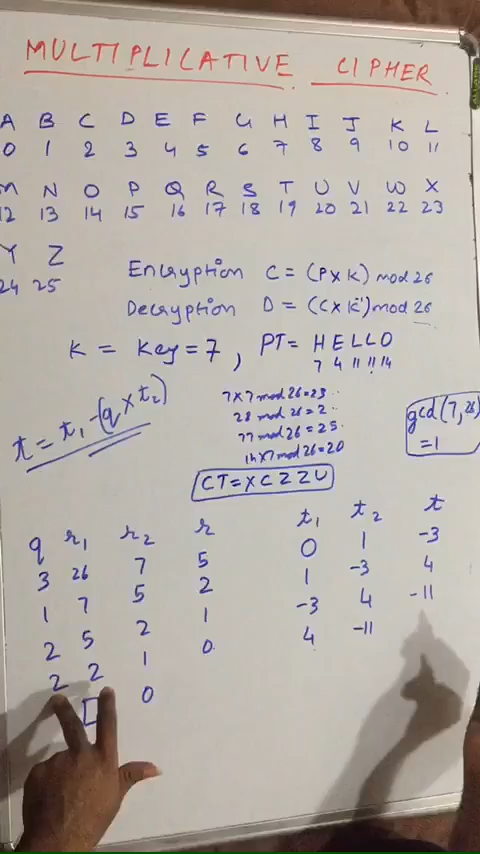 MULTIPLICATIVE CIPHER
A B C D E F G H I J K L
0 1 2 3 4 5 6 7 8 9 10 11
M N O P Q R S T U V W X
12 13 14 15 16 17 18 19 20 21 22 23
Y Z
24 25
Encryption C = (P x K) mod 26
Decryption D = (C x K⁻¹) mod 26
K = Key = 7, PT = HELLO
7 4 11 11 14
t = t₁ - (q x t₂)
7 x 7 mod 26 = 23
28 mod 26 = 2
77 mod 26 = 25
14 x 7 mod 26 = 20
gcd(7, 26) = 1
CT = XCZZU
q r₁ r₂ r t₁ t₂ t
3 26 7 5 0 1 -3
1 7 5 2 1 -3 4
2 5 2 1 -3 4 -11
2 2 1 0 4 -11
0